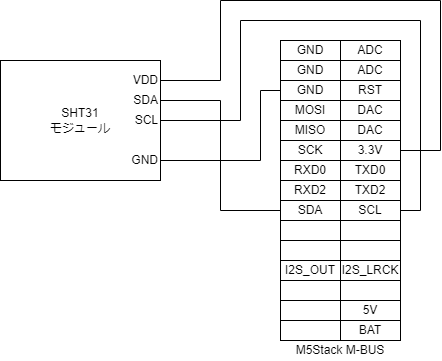 SHT31
モジュール
VDD
SDA
SCL
GND
GND ADC
GND ADC
GND RST
MOSI DAC
MISO DAC
SCK 3.3V
RXD0 TXD0
RXD2 TXD2
SDA SCL
I2S_OUT I2S_LRCK
5V
BAT
M5Stack M-BUS